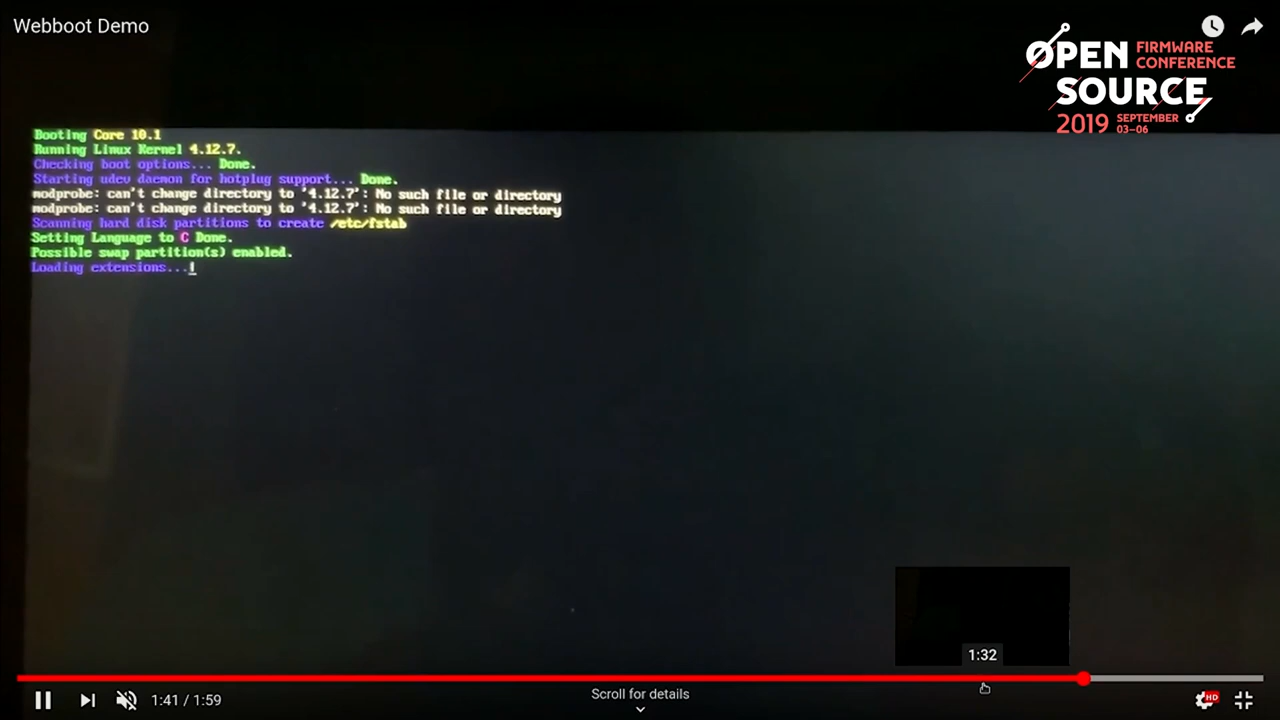 Webboot Demo
OPEN FIRMWARE CONFERENCE
SOURCE
2019 SEPTEMBER 03–06
Booting Core 10.1
Running Linux Kernel 4.12.7.
Checking boot options... Done.
Starting udev daemon for hotplug support... Done.
modprobe: can't change directory to '4.12.7': No such file or directory
modprobe: can't change directory to '4.12.7': No such file or directory
Scanning hard disk partitions to create /etc/fstab
Setting Language to C Done.
Possible swap partition(s) enabled.
Loading extensions...
1:32
1:41 / 1:59
Scroll for details
HD